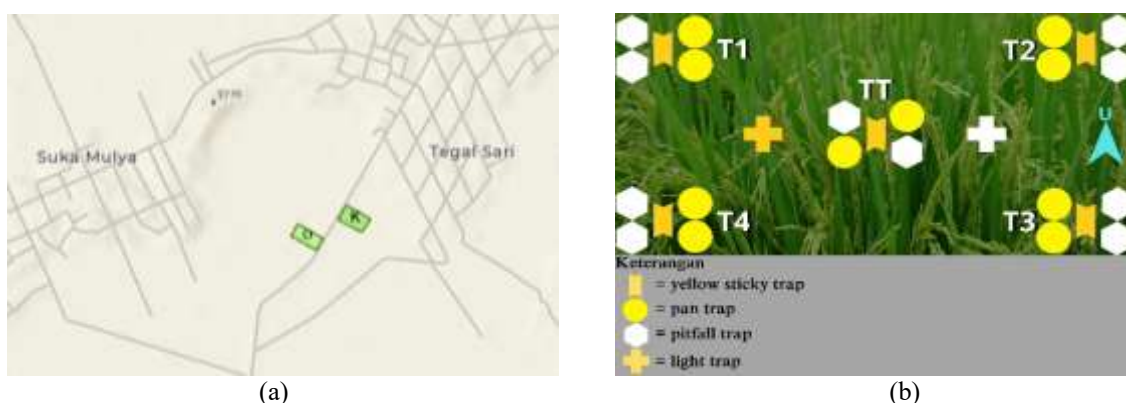 Suka Mulya
Tegal Sari
T1
T2
TT
U
T4
T3
Keterangan
= yellow sticky trap
= pan trap
= pitfall trap
= light trap
(a)
(b)